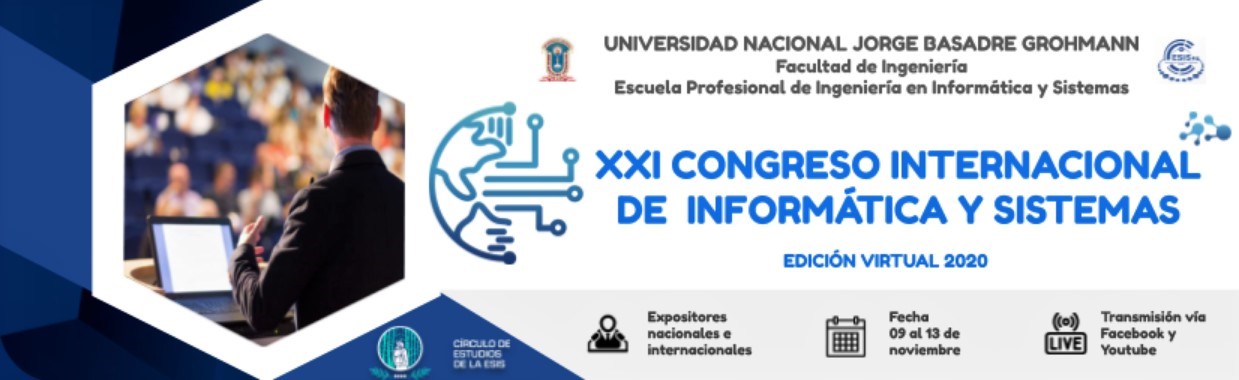 UNIVERSIDAD NACIONAL JORGE BASADRE GROHMANN
Facultad de Ingeniería
Escuela Profesional de Ingeniería en Informática y Sistemas
XXI CONGRESO INTERNACIONAL
DE INFORMÁTICA Y SISTEMAS
EDICIÓN VIRTUAL 2020
Expositores
nacionales e
internacionales
Fecha
09 al 13 de
noviembre
LIVE
Transmisión vía
Facebook y
Youtube
CÍRCULO DE
ESTUDIOS
DE LA ESIS